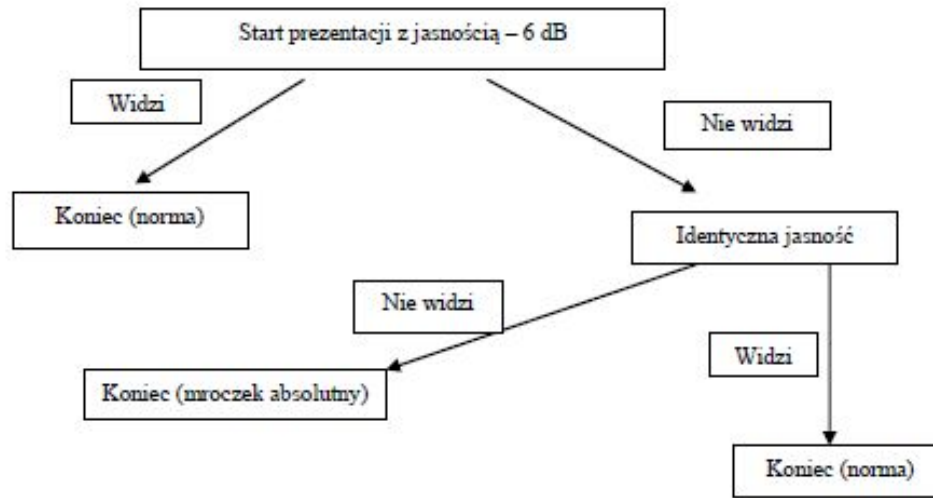 Start prezentacji z jasnością – 6 dB
Widzi
Nie widzi
Koniec (norma)
Identyczna jasność
Nie widzi
Widzi
Koniec (mroczek absolutny)
Koniec (norma)